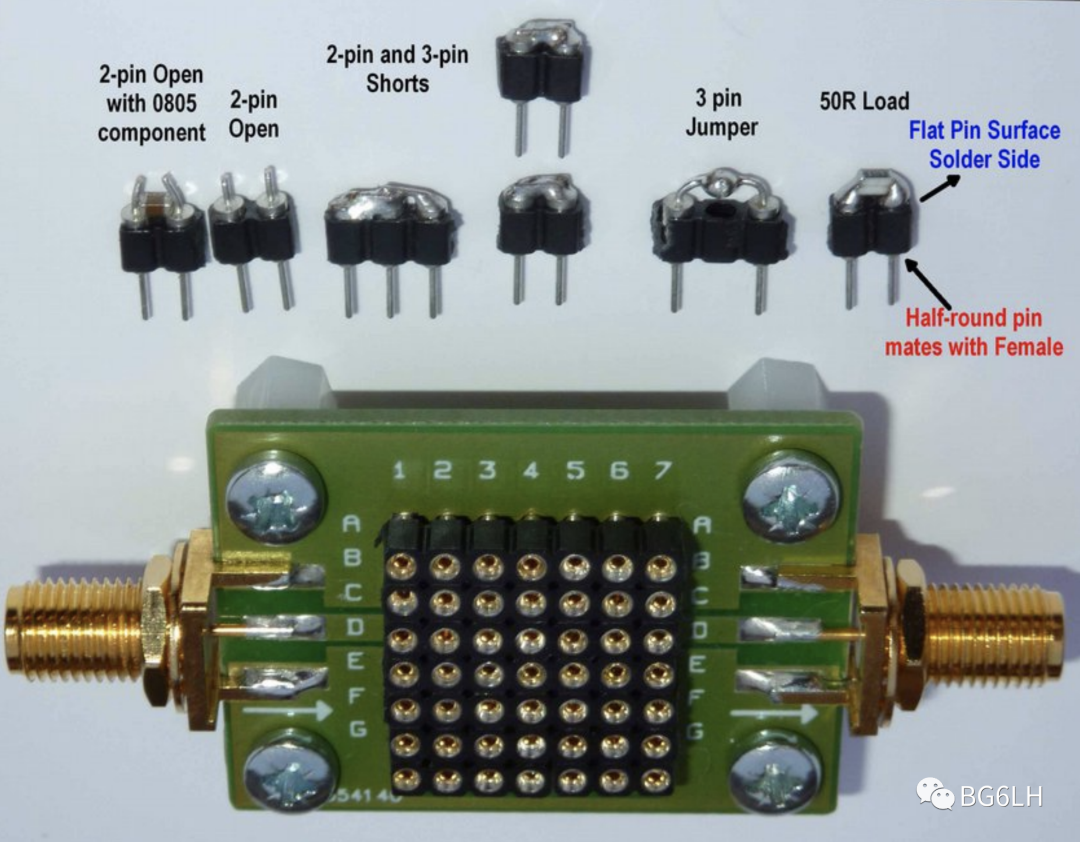 2-pin Open
with 0805
component
2-pin
Open
2-pin and 3-pin
Shorts
3 pin
Jumper
50R Load
Flat Pin Surface
Solder Side
Half-round pin
mates with Female
1 2 3 4 5 6 7
A A
B B
C C
D D
E E
F F
G G
BG6LH